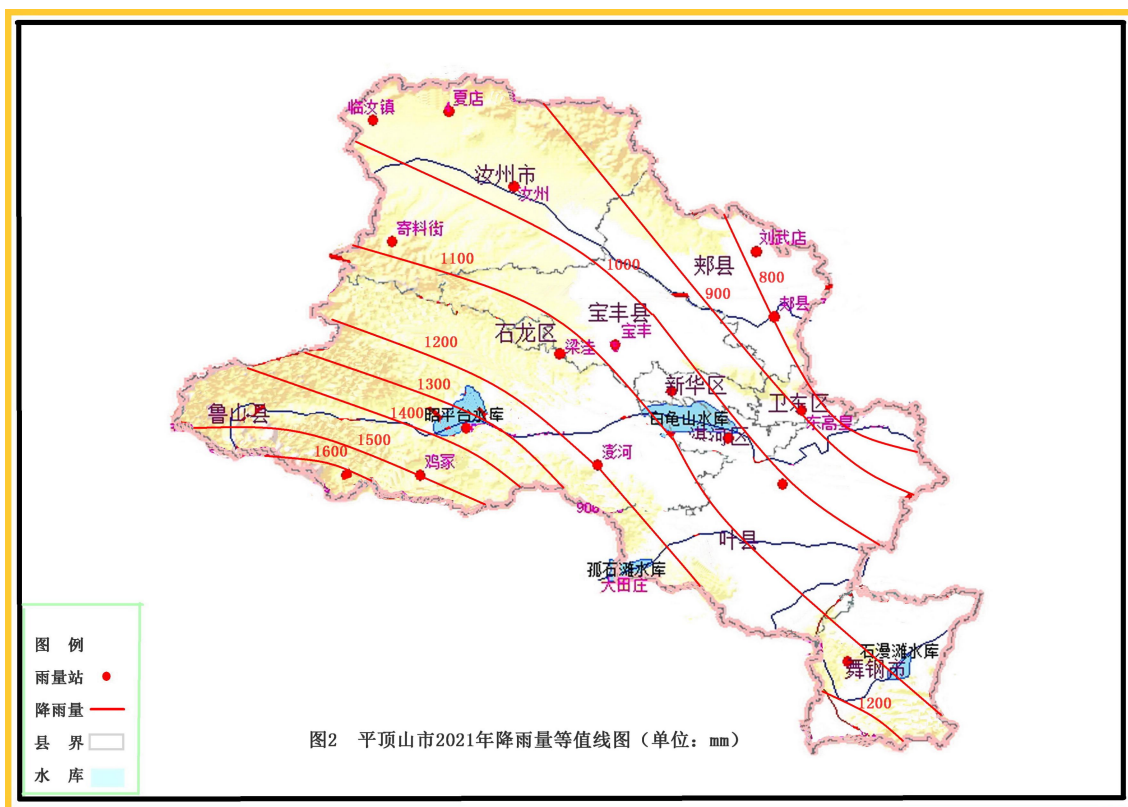 临汝镇
夏店
汝州市
汝州
寄料街
刘武店
郏县
1100
1000
800
900
郏县
宝丰县
宝丰
石龙区
梁洼
1200
1300
新华区
1400
昭平台水库
鲁山县
卫东区
东高皇
白龟山水库
湛河区
1500
1600
鸡冢
澎河
900
叶县
孤石滩水库
大田庄
石漫滩水库
舞钢市
1200
图 例
雨量站
降雨量
县 界
水 库
图2 平顶山市2021年降雨量等值线图（单位：mm）